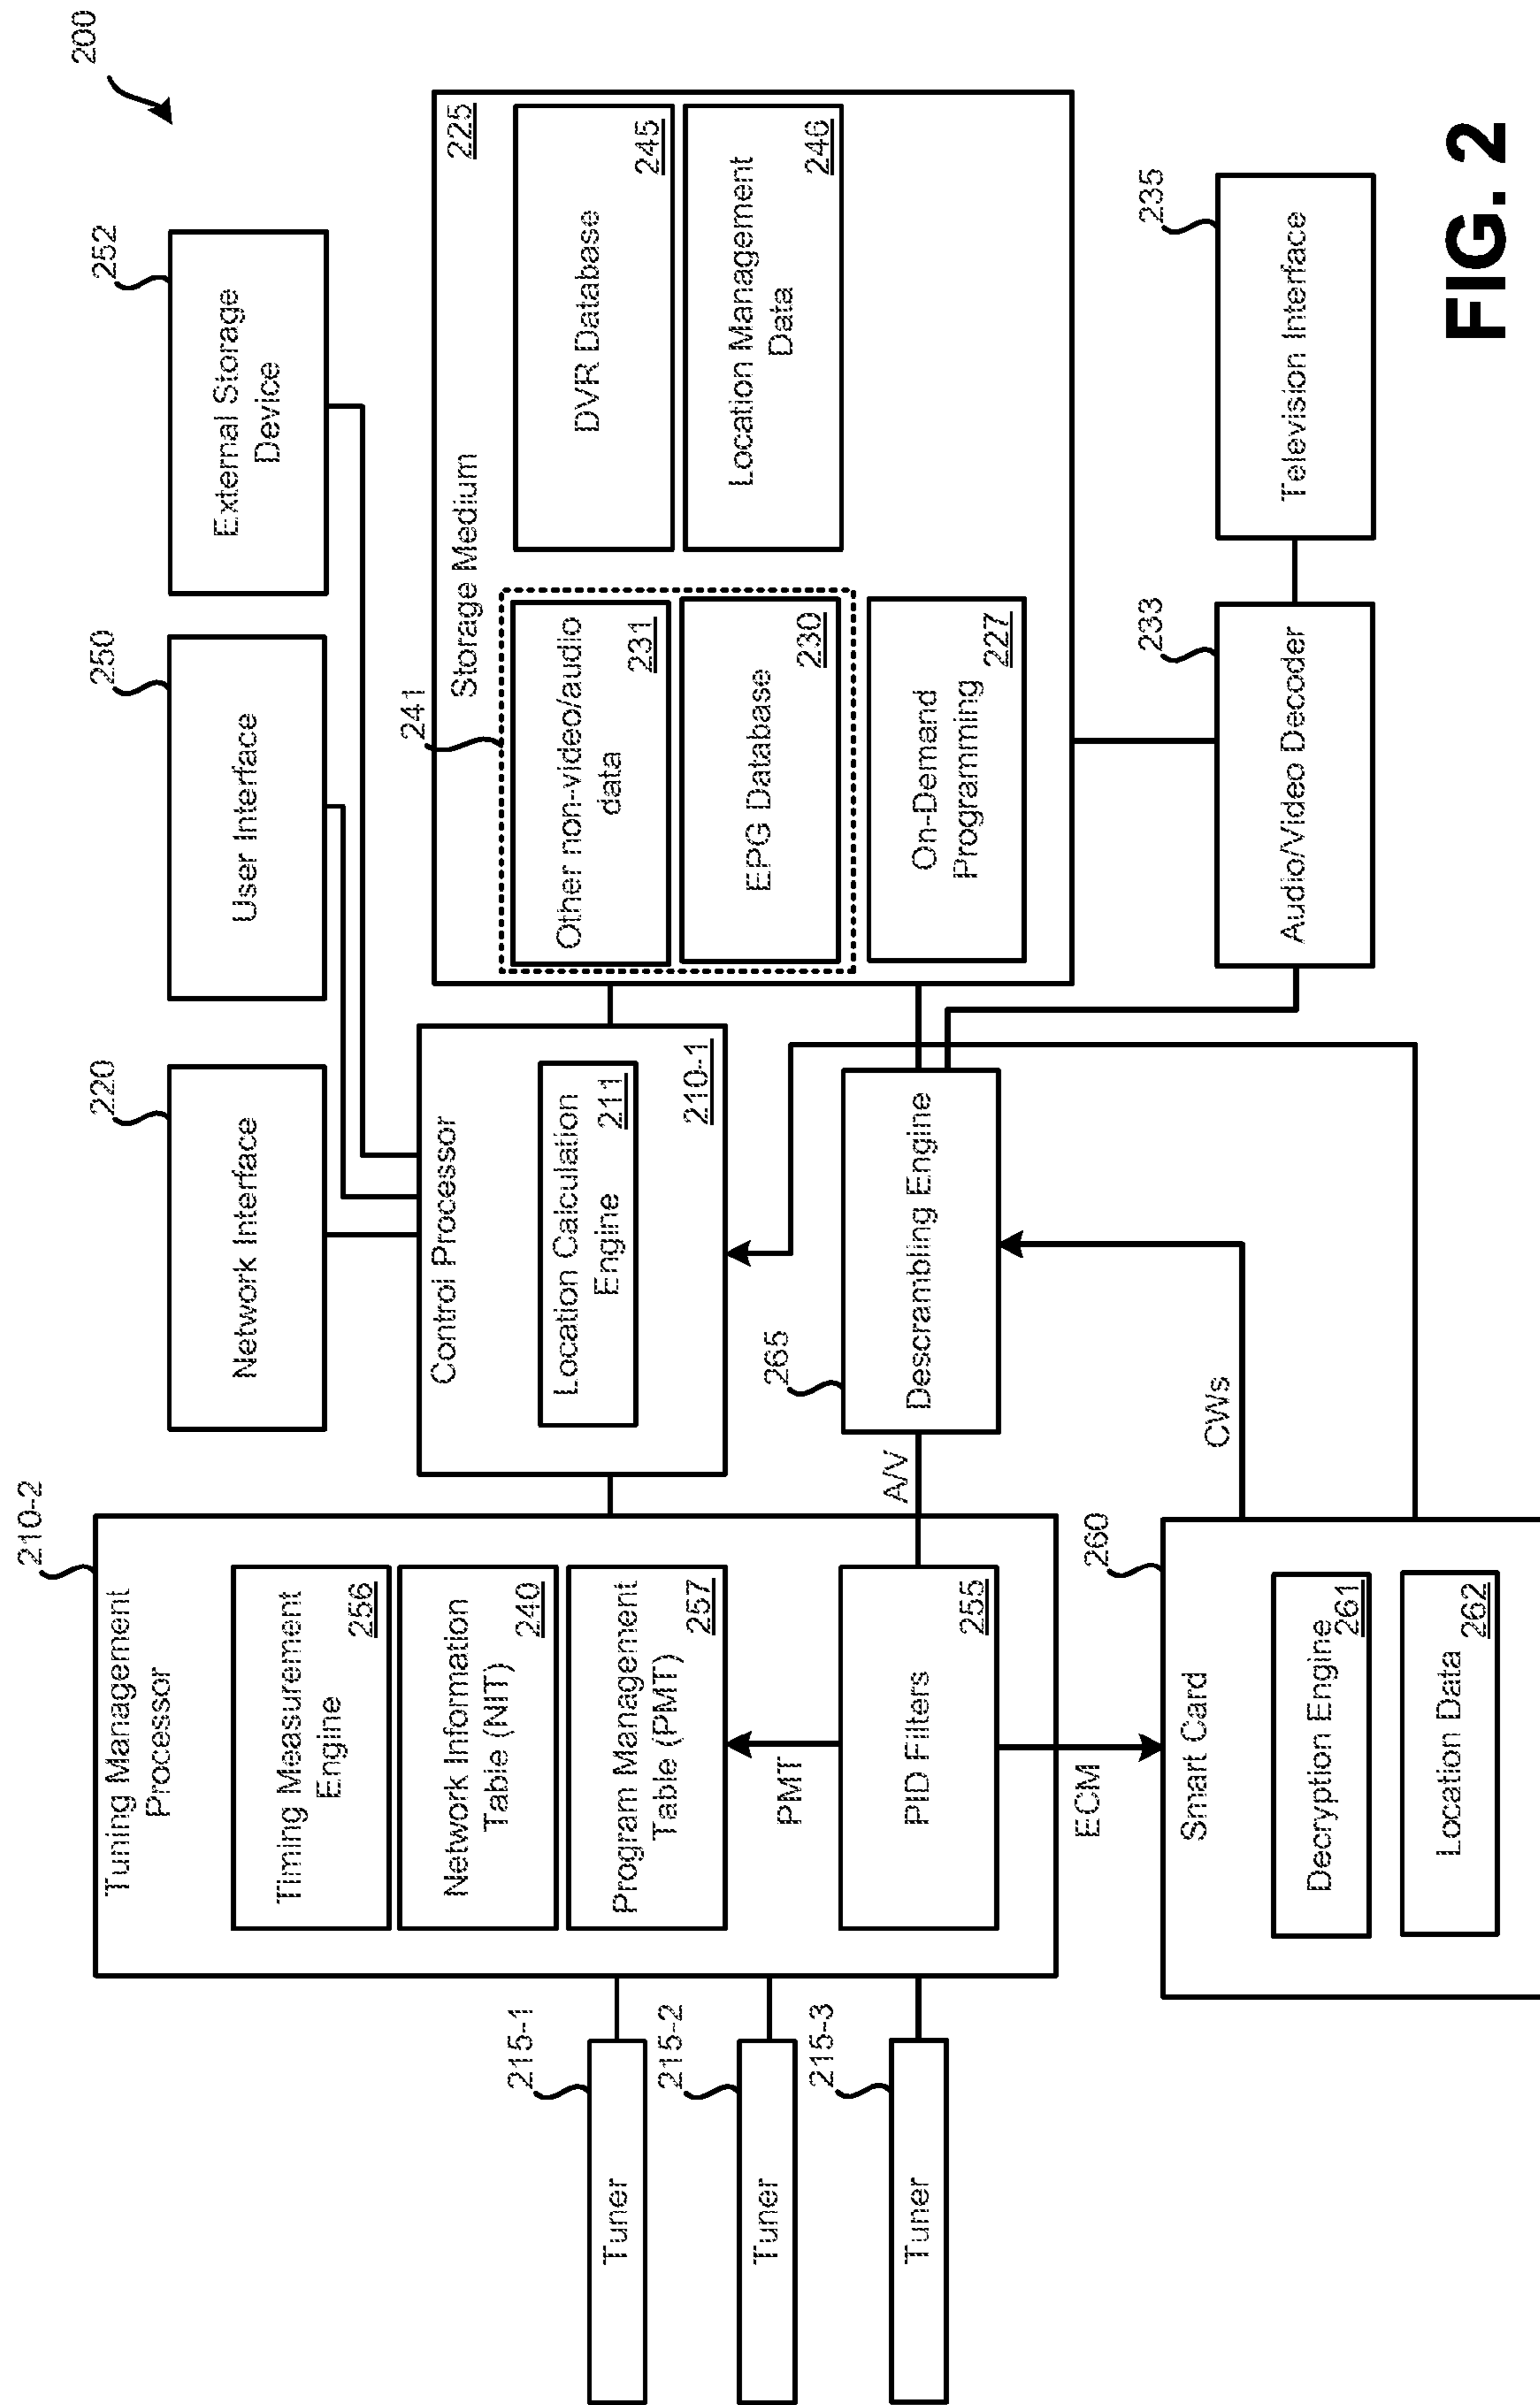 200
210-2
Tuning Management
Processor
Timing Measurement
Engine
256
Network Information
Table (NIT)
240
Program Management
Table (PMT)
257
PMT
PID Filters
255
ECM
A/V
215-1
Tuner
215-2
Tuner
215-3
Tuner
220
Network Interface
250
User Interface
252
External Storage
Device
Control Processor
Location Calculation
Engine
211
210-1
265
Descrambling Engine
CWs
260
Smart Card
Decryption Engine
261
Location Data
262
Storage Medium
225
241
Other non-video/audio
data
231
EPG Database
230
On-Demand
Programming
227
DVR Database
245
Location Management
Data
246
233
Audio/Video Decoder
235
Television Interface
FIG. 2